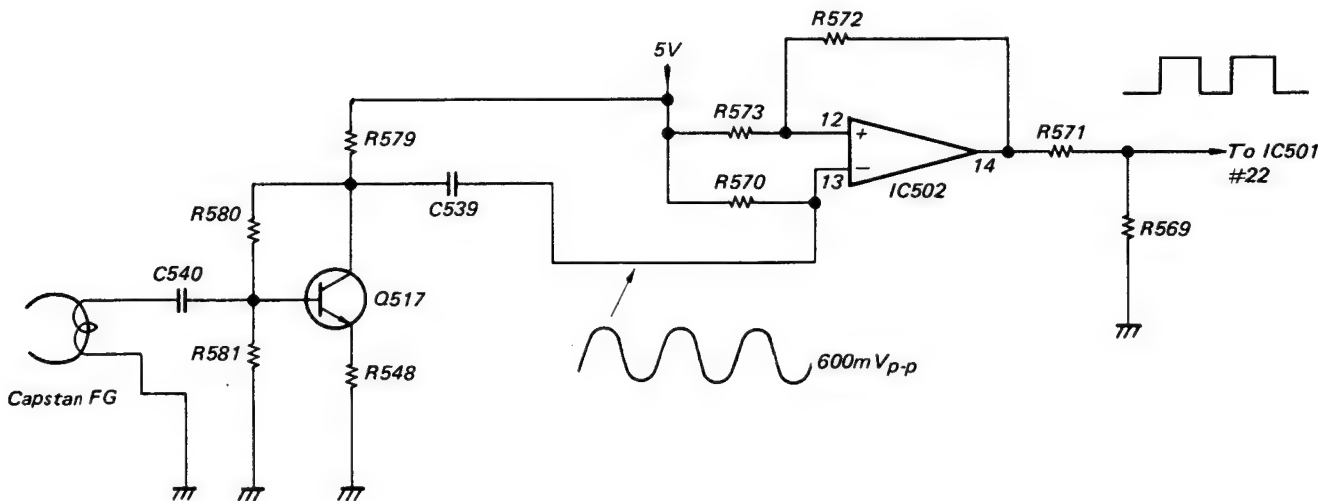 R572
5V
R573
12
+
R579
R571
To IC501
#22
14
−
13
IC502
R570
C539
R580
R569
C540
Q517
R581
R548
600mVp-p
Capstan FG